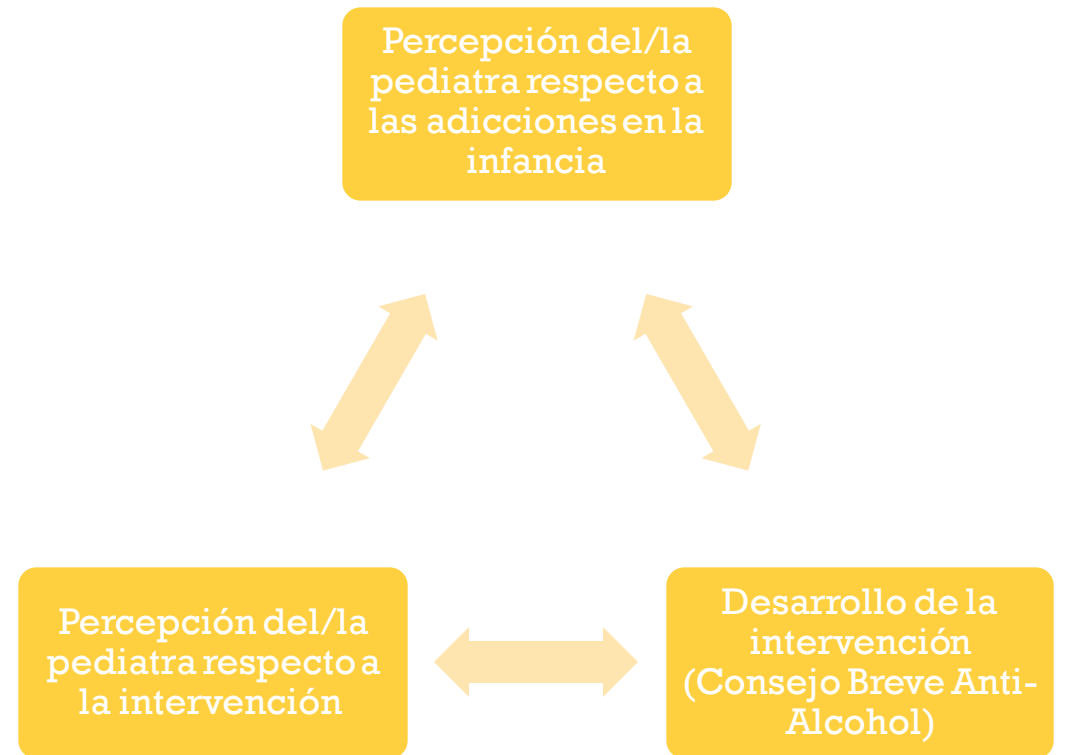 Percepción del/la
pediatra respecto a
las adicciones en la
infancia
Percepción del/la
pediatra respecto a
la intervención
Desarrollo de la
intervención
(Consejo Breve Anti-
Alcohol)